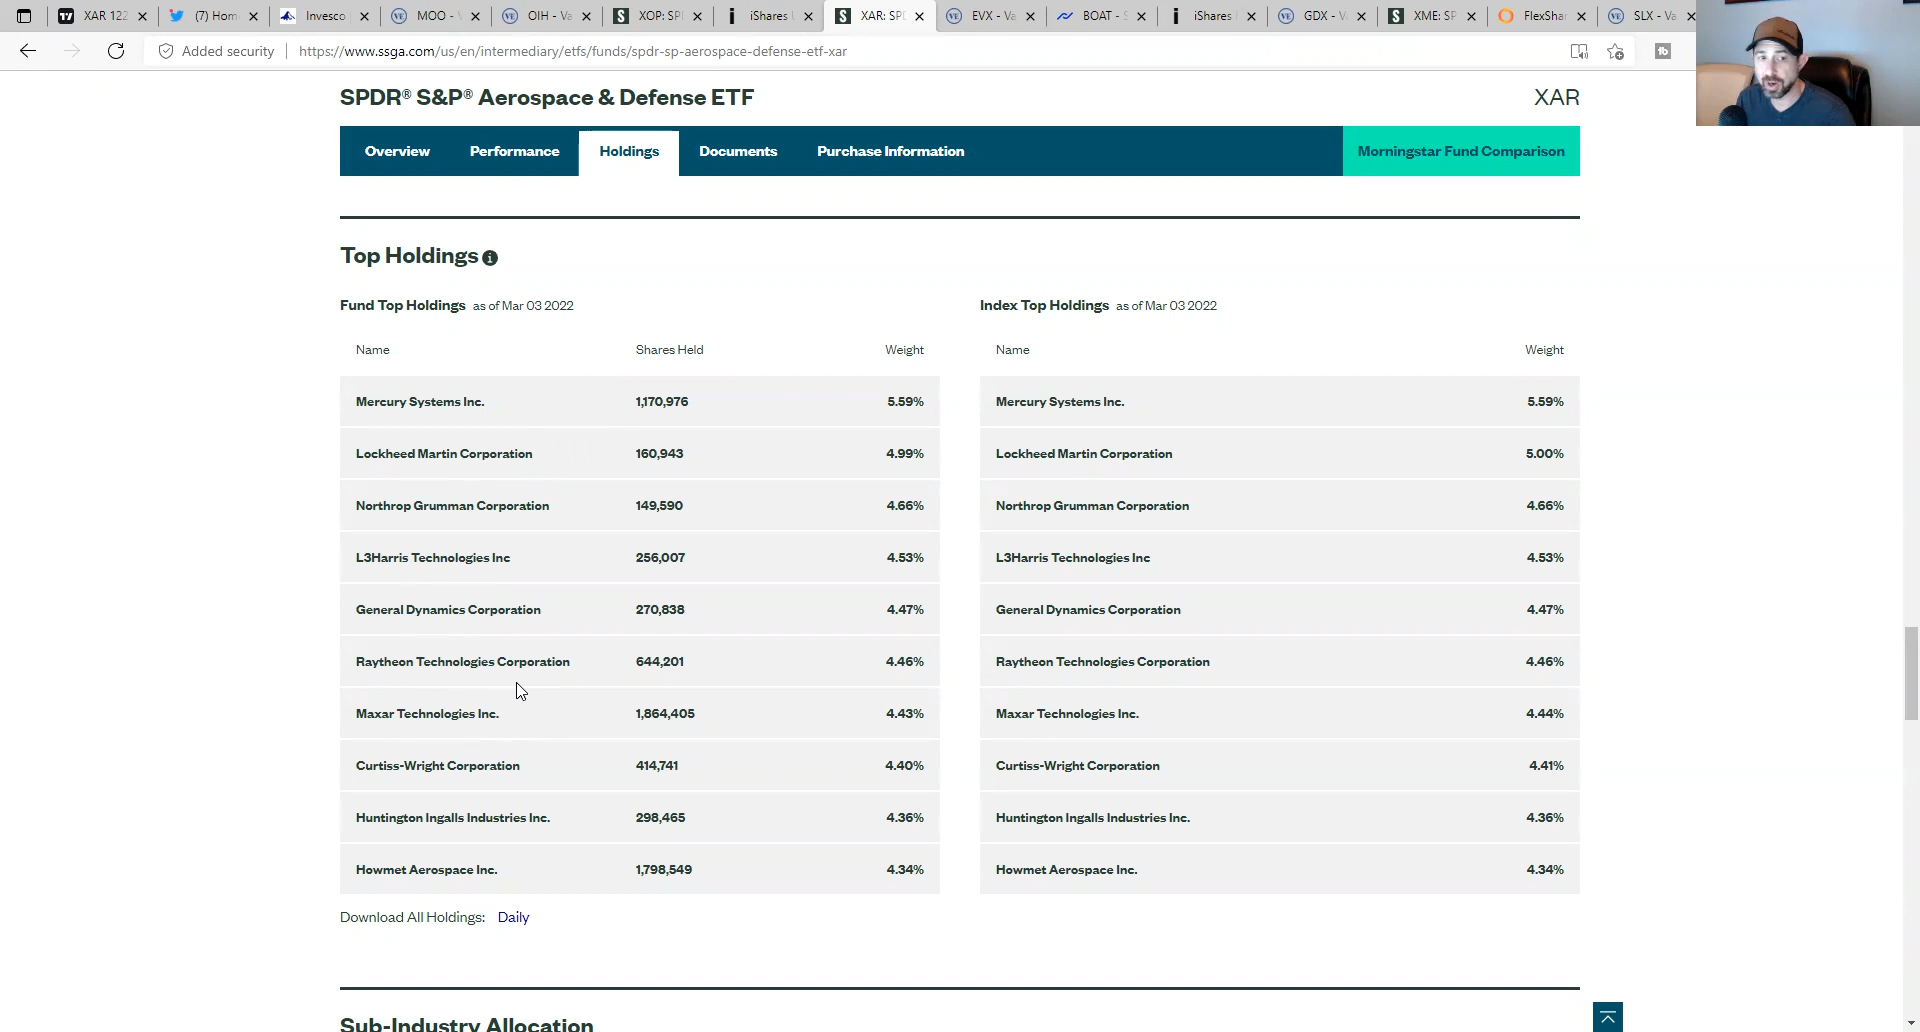 XAR 122 (7) Hom Invesco MOO - OIH - Va XOP: SPI iShares XAR: SPD EVX - Va BOAT - S iShares GDX - Va XME: SP FlexShar SLX - Va
Added security https://www.ssga.com/us/en/intermediary/etfs/funds/spdr-sp-aerospace-defense-etf-xar
SPDR® S&P® Aerospace & Defense ETF XAR
Overview Performance Holdings Documents Purchase Information Morningstar Fund Comparison
Top Holdings
Fund Top Holdings as of Mar 03 2022 Index Top Holdings as of Mar 03 2022
Name Shares Held Weight Name Weight
Mercury Systems Inc. 1,170,976 5.59% Mercury Systems Inc. 5.59%
Lockheed Martin Corporation 160,943 4.99% Lockheed Martin Corporation 5.00%
Northrop Grumman Corporation 149,590 4.66% Northrop Grumman Corporation 4.66%
L3Harris Technologies Inc 256,007 4.53% L3Harris Technologies Inc 4.53%
General Dynamics Corporation 270,838 4.47% General Dynamics Corporation 4.47%
Raytheon Technologies Corporation 644,201 4.46% Raytheon Technologies Corporation 4.46%
Maxar Technologies Inc. 1,864,405 4.43% Maxar Technologies Inc. 4.44%
Curtiss-Wright Corporation 414,741 4.40% Curtiss-Wright Corporation 4.41%
Huntington Ingalls Industries Inc. 298,465 4.36% Huntington Ingalls Industries Inc. 4.36%
Howmet Aerospace Inc. 1,798,549 4.34% Howmet Aerospace Inc. 4.34%
Download All Holdings: Daily
Sub-Industry Allocation